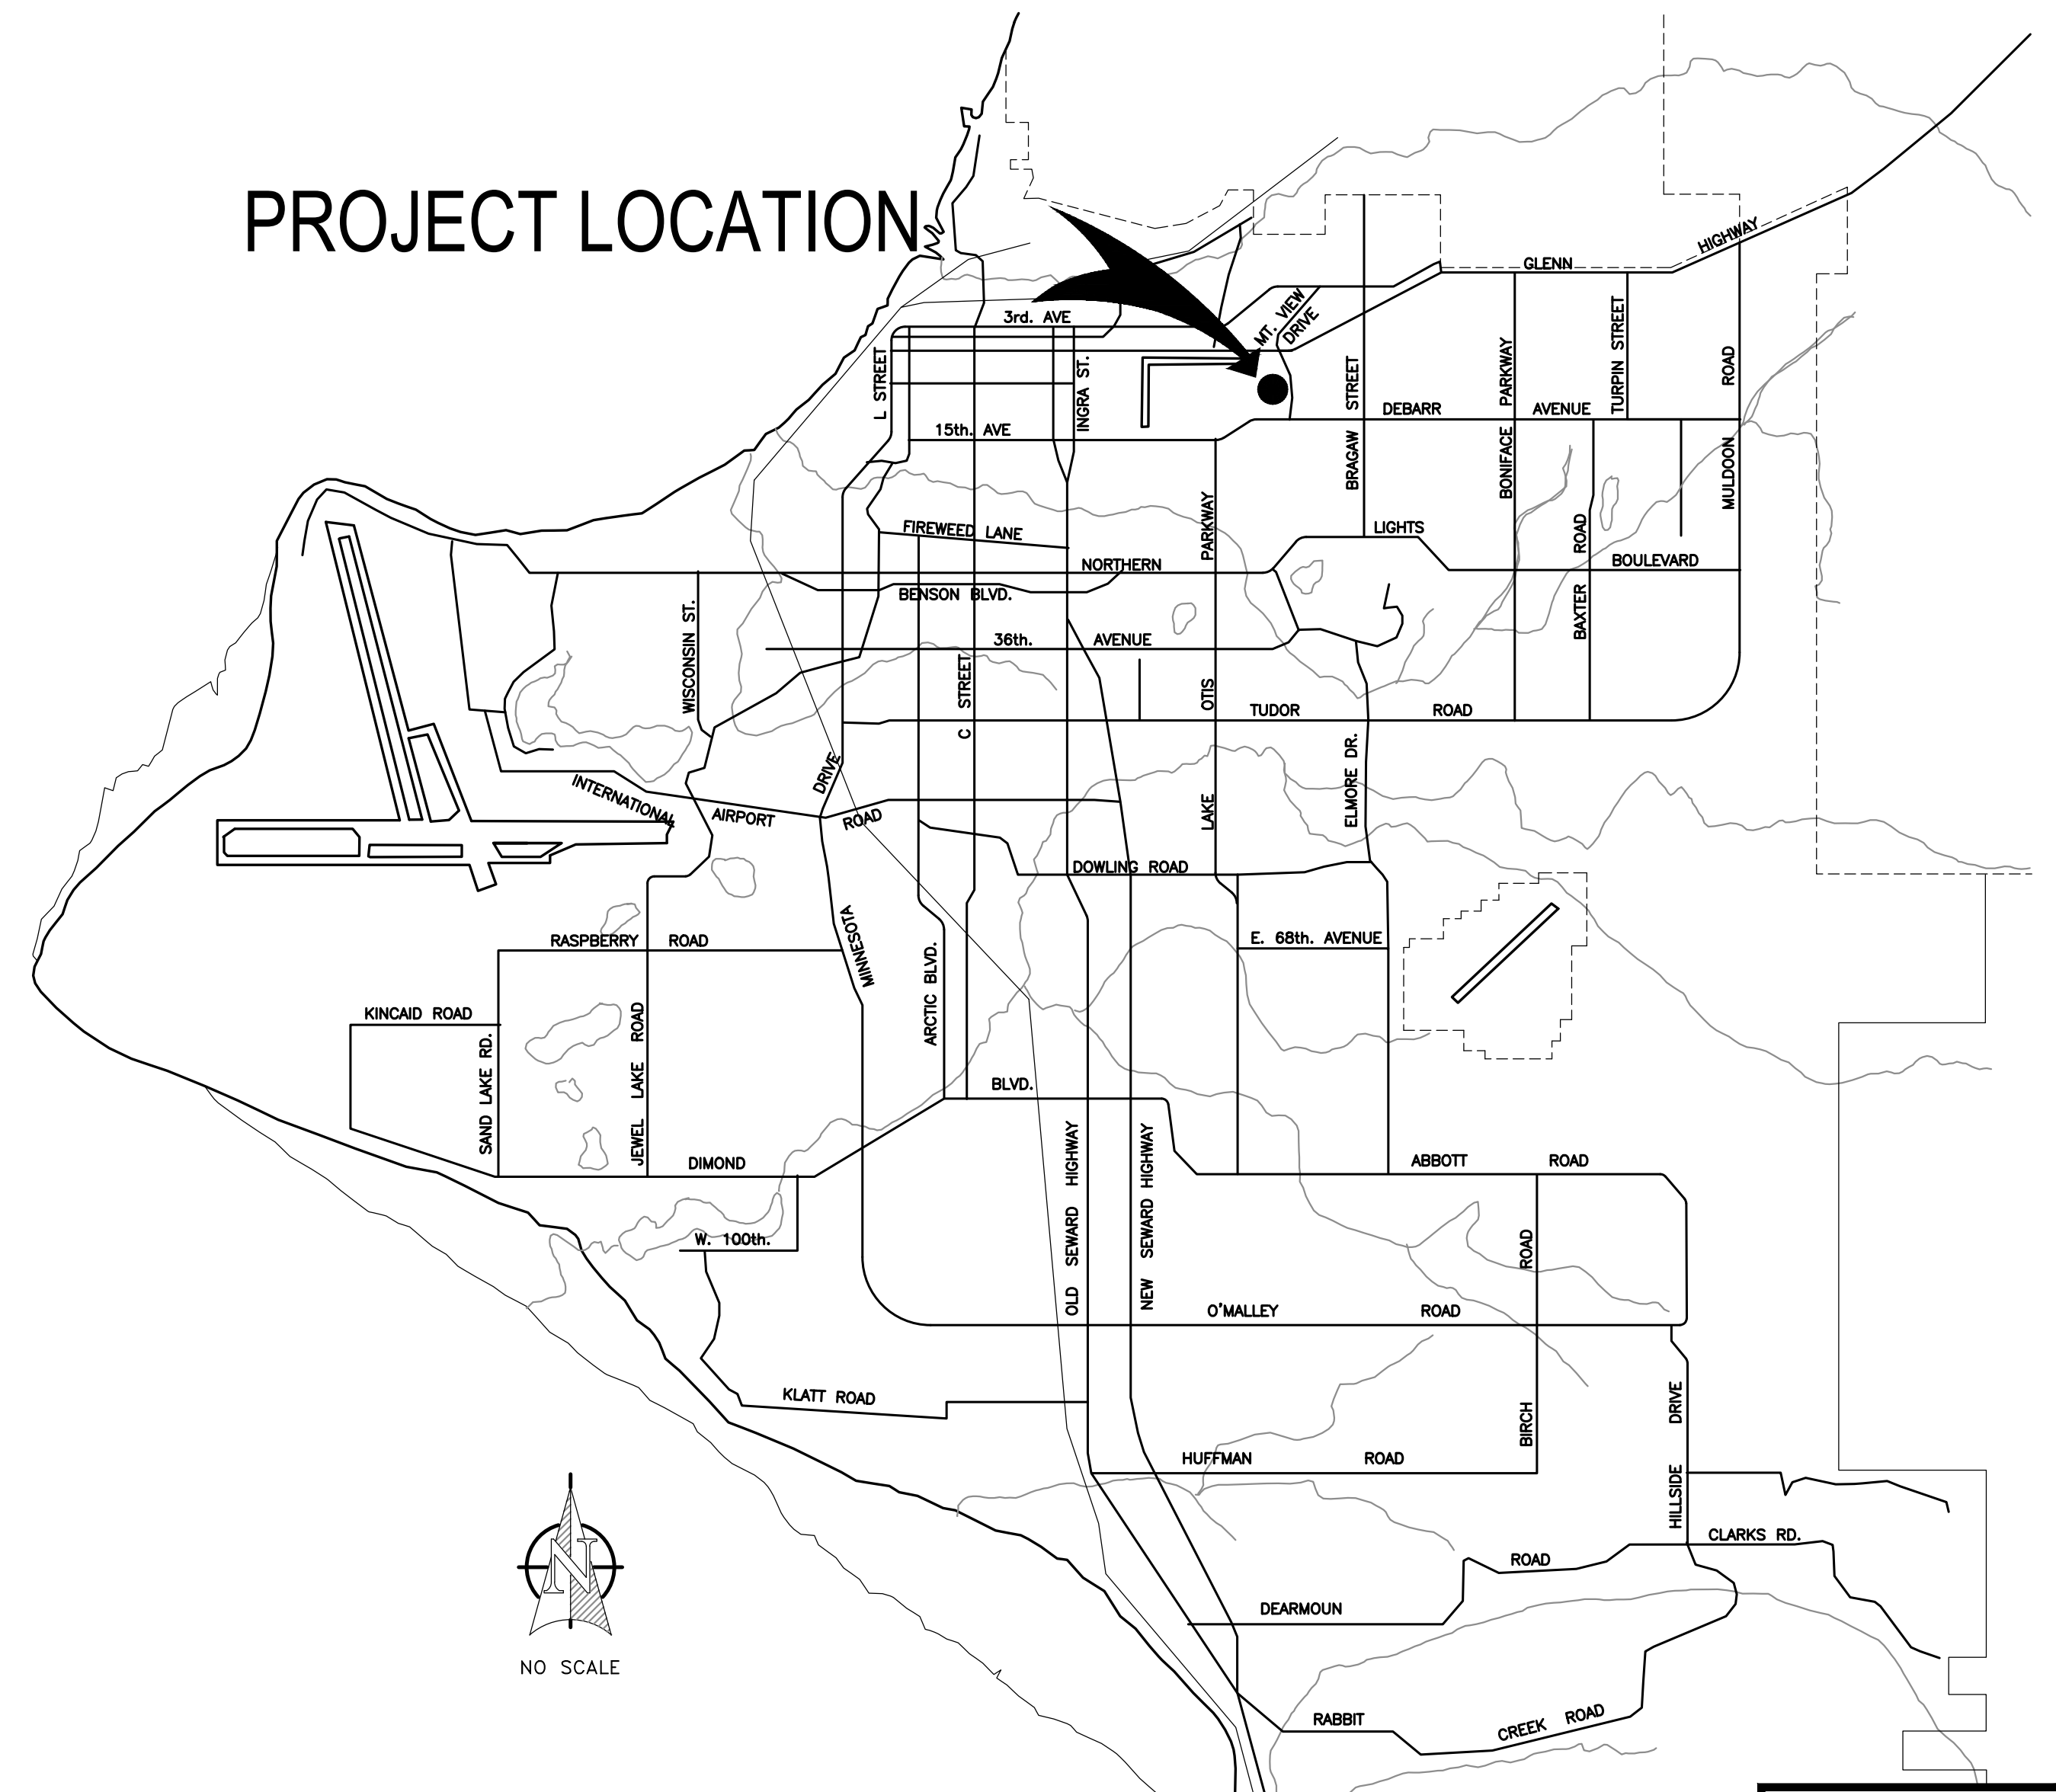 PROJECT LOCATION
HIGHWAY
GLENN
MT. VIEW
DRIVE
3rd. AVE
L STREET
INGRA ST.
BRAGAW STREET
BONIFACE PARKWAY
TURPIN STREET
MULDOON ROAD
DEBARR AVENUE
15th. AVE
FIREWEED LANE
LIGHTS
NORTHERN
BOULEVARD
BENSON BLVD.
BAXTER ROAD
OTIS PARKWAY
LAKE
WISCONSIN ST.
36th. AVENUE
C STREET
TUDOR ROAD
ELMORE DR.
DRIVE
INTERNATIONAL
AIRPORT
ROAD
DOWLING ROAD
MINNESOTA
ARCTIC BLVD.
E. 68th. AVENUE
RASPBERRY ROAD
KINCAID ROAD
SAND LAKE RD.
JEWEL LAKE ROAD
BLVD.
DIMOND
OLD SEWARD HIGHWAY
NEW SEWARD HIGHWAY
ABBOTT ROAD
W. 100th.
BIRCH ROAD
O'MALLEY ROAD
KLATT ROAD
HILLSIDE DRIVE
HUFFMAN ROAD
CLARKS RD.
ROAD
DEARMOUN
N
NO SCALE
RABBIT
CREEK ROAD